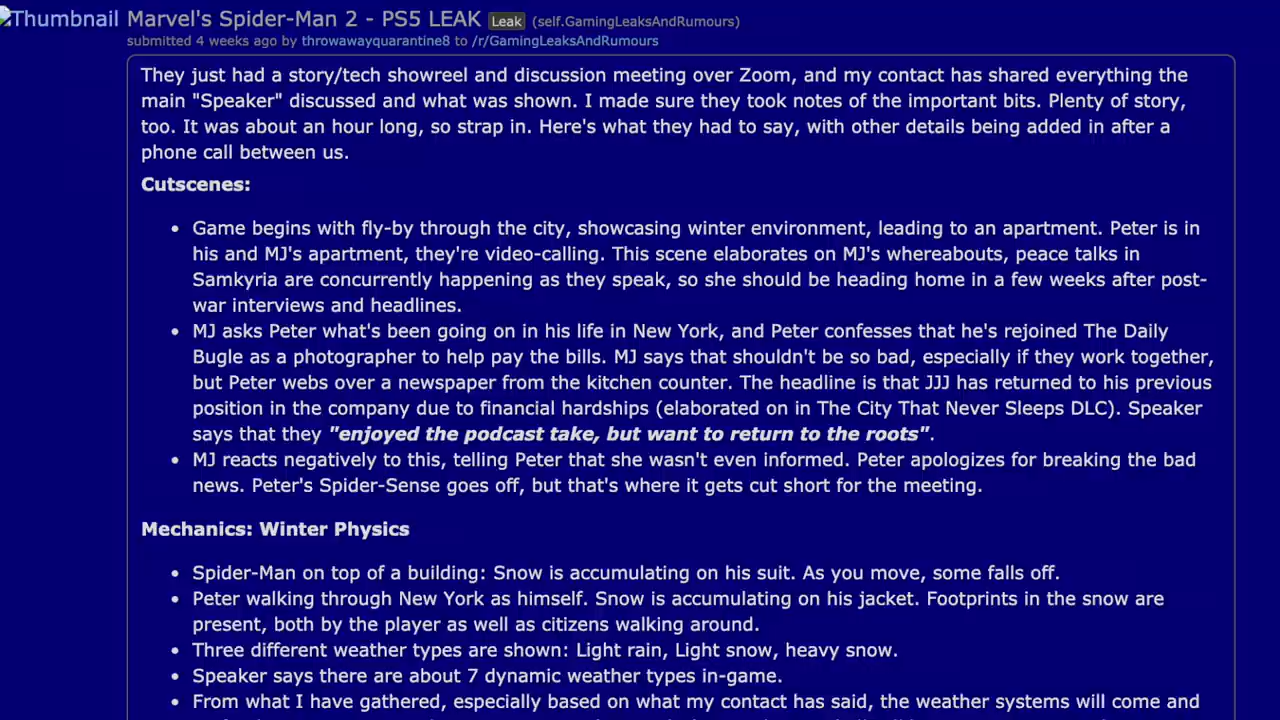 Thumbnail Marvel's Spider-Man 2 - PS5 LEAK Leak (self.GamingLeaksAndRumours)
submitted 4 weeks ago by throwawayquarantine8 to /r/GamingLeaksAndRumours
They just had a story/tech showreel and discussion meeting over Zoom, and my contact has shared everything the
main "Speaker" discussed and what was shown. I made sure they took notes of the important bits. Plenty of story,
too. It was about an hour long, so strap in. Here's what they had to say, with other details being added in after a
phone call between us.
Cutscenes:
• Game begins with fly-by through the city, showcasing winter environment, leading to an apartment. Peter is in
his and MJ's apartment, they're video-calling. This scene elaborates on MJ's whereabouts, peace talks in
Samkyria are concurrently happening as they speak, so she should be heading home in a few weeks after post-
war interviews and headlines.
• MJ asks Peter what's been going on in his life in New York, and Peter confesses that he's rejoined The Daily
Bugle as a photographer to help pay the bills. MJ says that shouldn't be so bad, especially if they work together,
but Peter webs over a newspaper from the kitchen counter. The headline is that JJJ has returned to his previous
position in the company due to financial hardships (elaborated on in The City That Never Sleeps DLC). Speaker
says that they "enjoyed the podcast take, but want to return to the roots".
• MJ reacts negatively to this, telling Peter that she wasn't even informed. Peter apologizes for breaking the bad
news. Peter's Spider-Sense goes off, but that's where it gets cut short for the meeting.
Mechanics: Winter Physics
• Spider-Man on top of a building: Snow is accumulating on his suit. As you move, some falls off.
• Peter walking through New York as himself. Snow is accumulating on his jacket. Footprints in the snow are
present, both by the player as well as citizens walking around.
• Three different weather types are shown: Light rain, Light snow, heavy snow.
• Speaker says there are about 7 dynamic weather types in-game.
• From what I have gathered, especially based on what my contact has said, the weather systems will come and